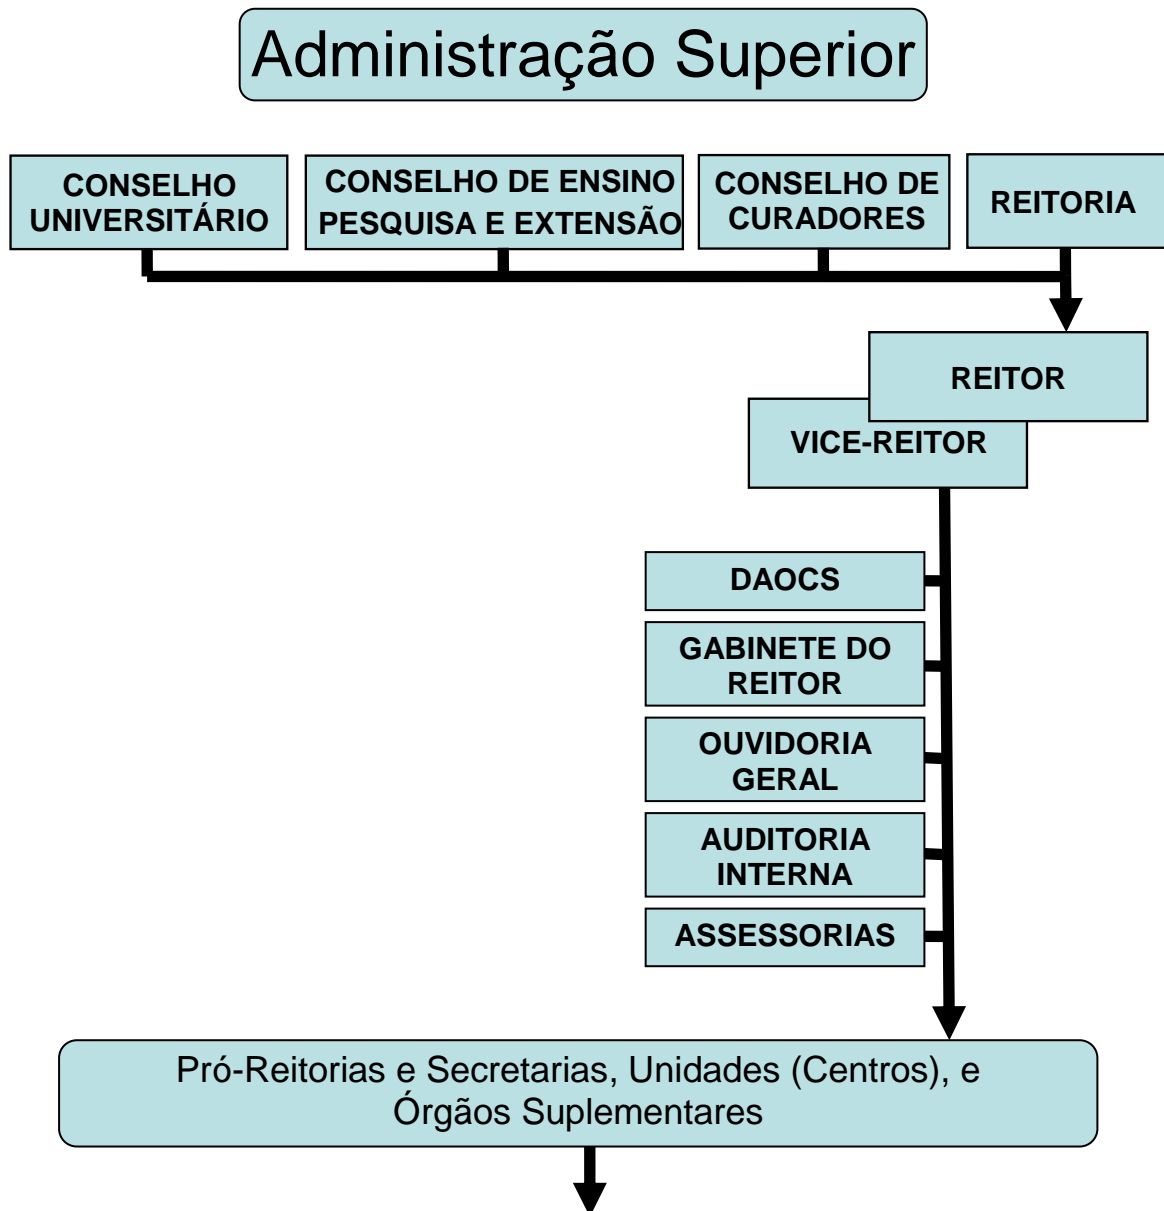 Administração Superior
CONSELHO
UNIVERSITÁRIO
CONSELHO DE ENSINO
PESQUISA E EXTENSÃO
CONSELHO DE
CURADORES
REITORIA
REITOR
VICE-REITOR
DAOCS
GABINETE DO
REITOR
OUVIDORIA
GERAL
AUDITORIA
INTERNA
ASSESSORIAS
Pró-Reitorias e Secretarias, Unidades (Centros), e
Órgãos Suplementares